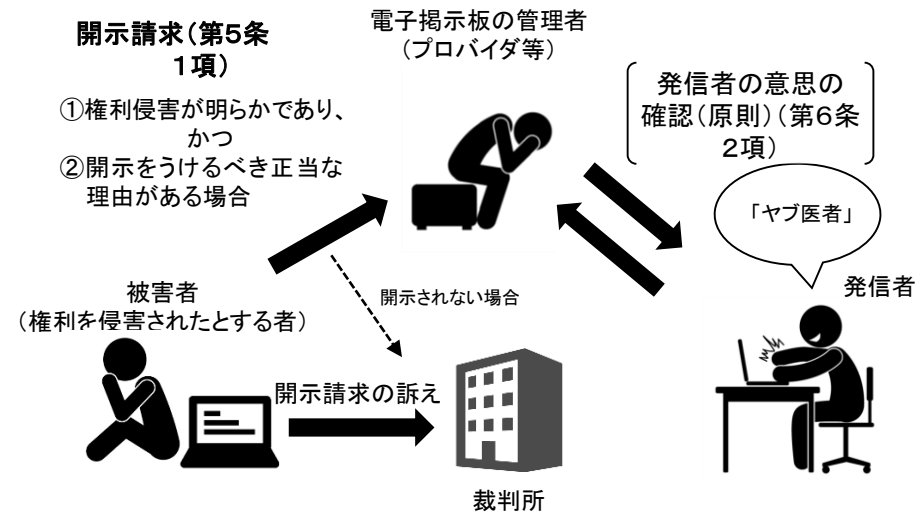 開示請求(第5条
1項)
①権利侵害が明らかであり、
かつ
②開示をうけるべき正当な
理由がある場合
電子掲示板の管理者
(プロバイダ等)
発信者の意思の
確認(原則)(第6条
2項)
「ヤブ医者」
発信者
被害者
(権利を侵害されたとする者)
開示されない場合
開示請求の訴え
裁判所